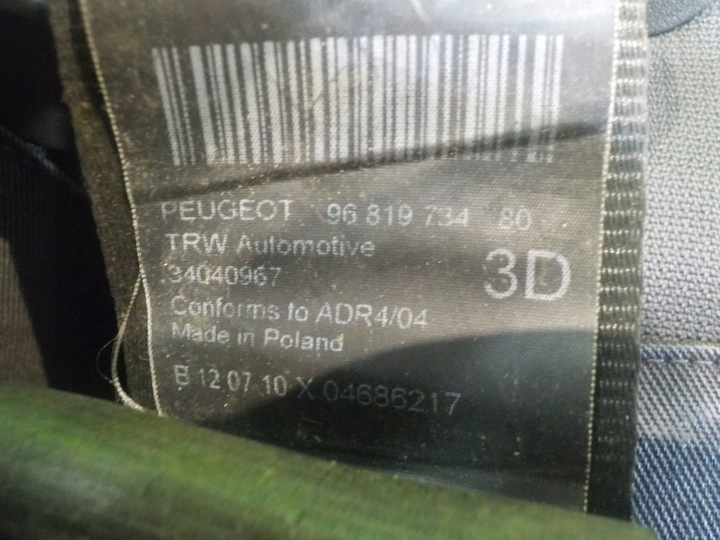 PEUGEOT 96 819 734 80
TRW Automotive
34040967
3D
Conforms to ADR4/04
Made in Poland
B 12 07 10 X 04686217